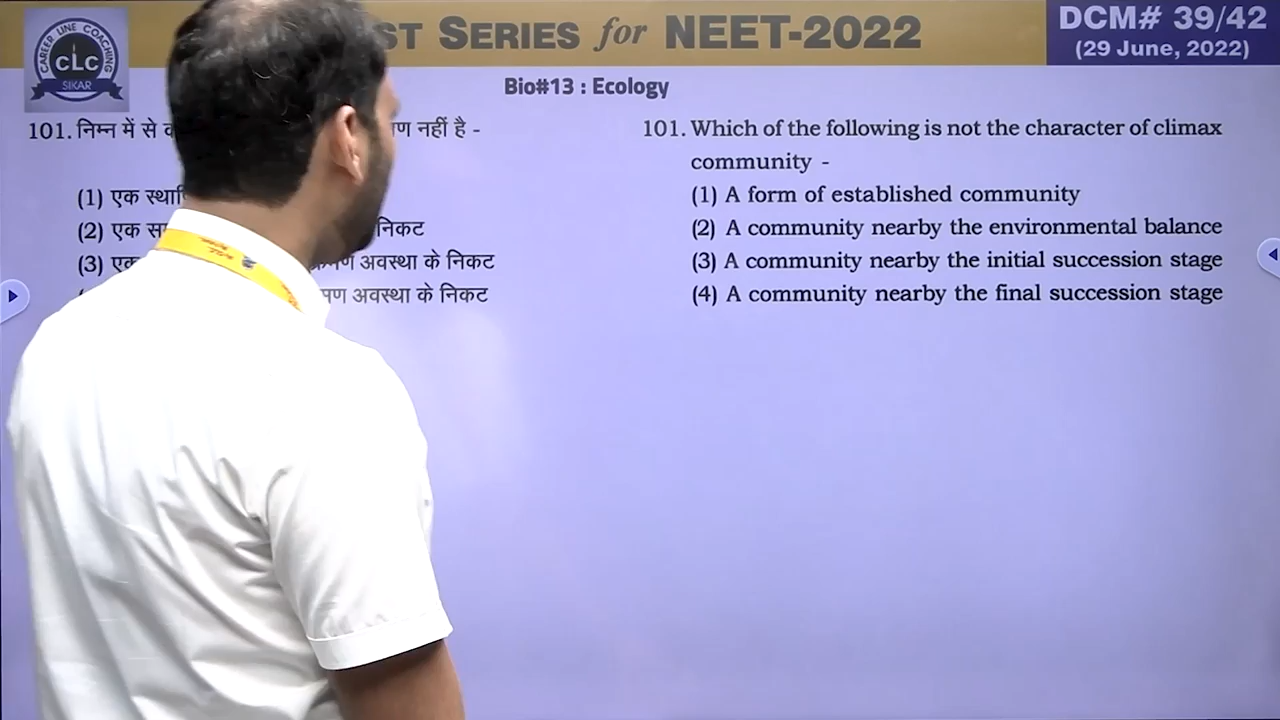 ST SERIES for NEET-2022
DCM# 39/42
(29 June, 2022)
CAREER LINE COACHING
CLC
SIKAR
Bio#13 : Ecology
101. निम्न में से
नहीं है -
(1) एक
(2) एक
निकट
(3) एक
अवस्था के निकट
अवस्था के निकट
101. Which of the following is not the character of climax
community -
(1) A form of established community
(2) A community nearby the environmental balance
(3) A community nearby the initial succession stage
(4) A community nearby the final succession stage